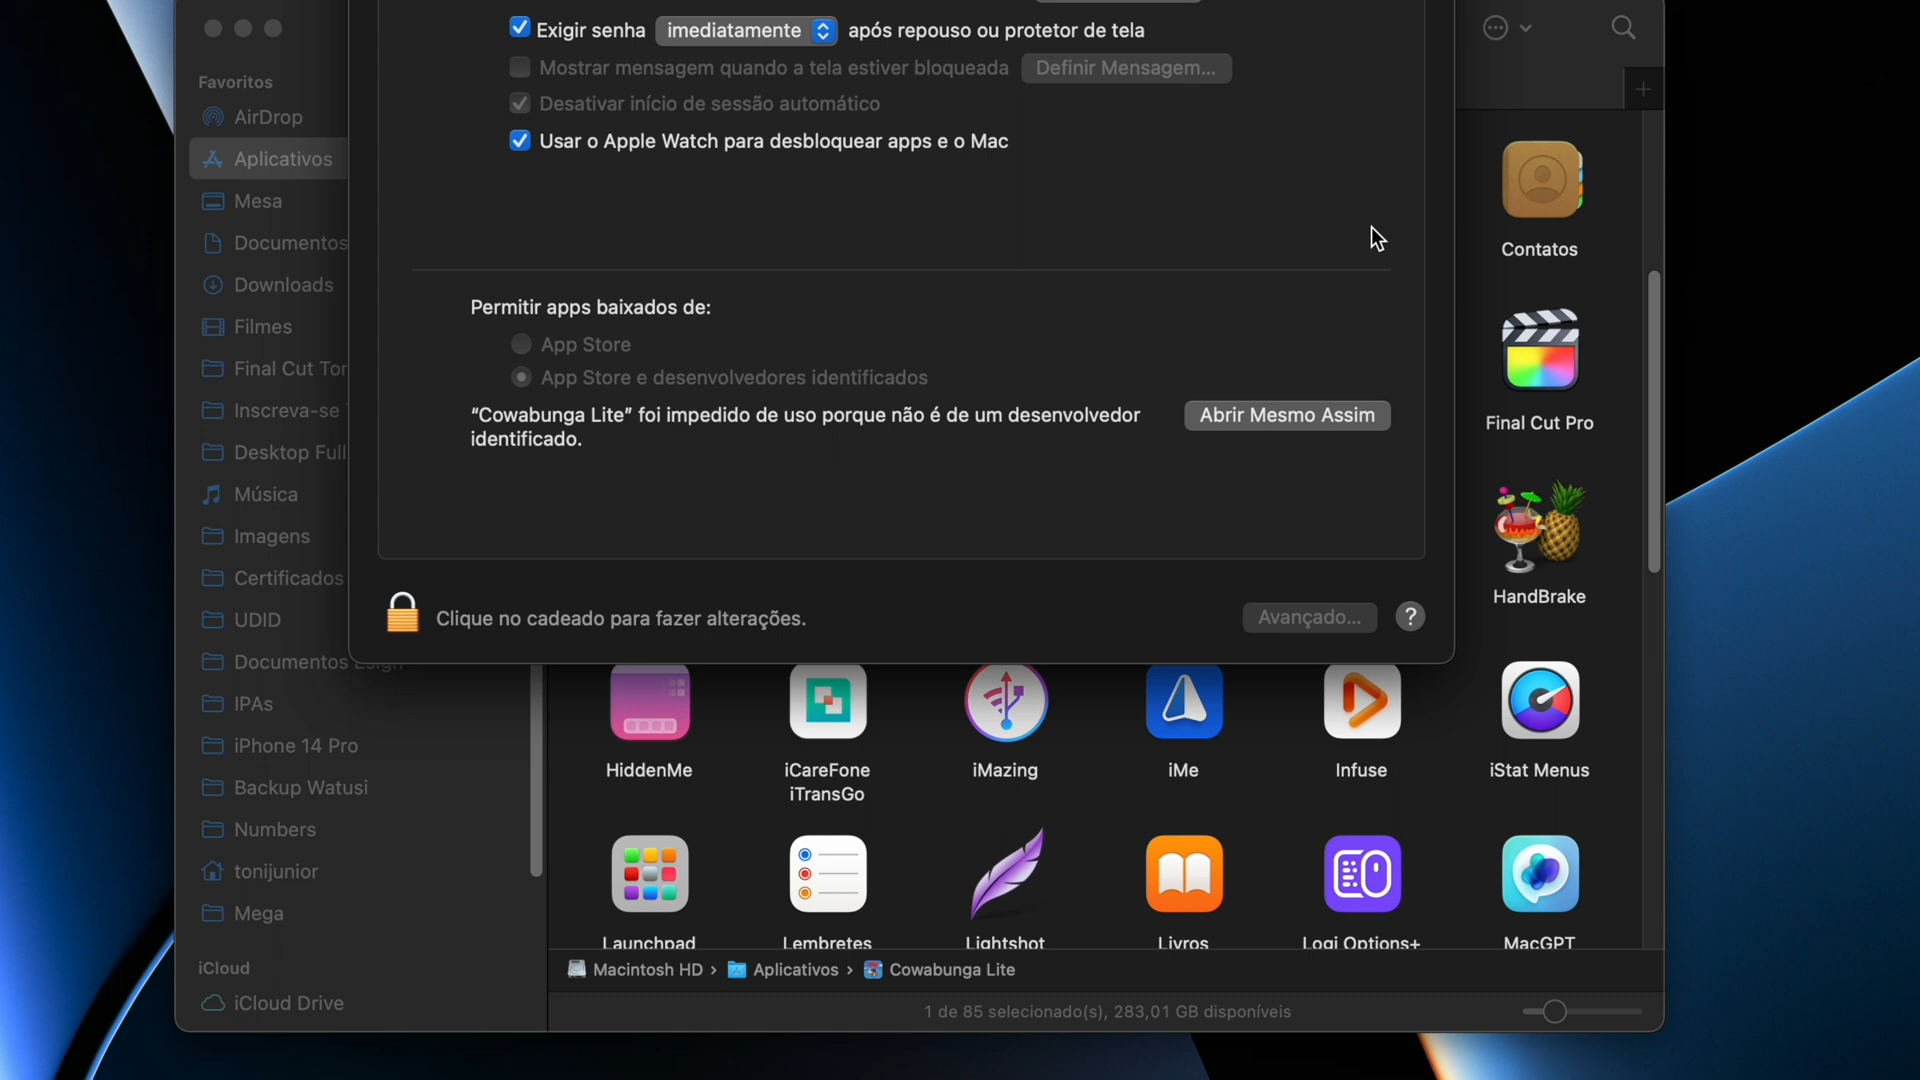 Exigir senha imediatamente após repouso ou protetor de tela
Mostrar mensagem quando a tela estiver bloqueada Definir Mensagem...
Desativar início de sessão automático
Usar o Apple Watch para desbloquear apps e o Mac
Permitir apps baixados de:
App Store
App Store e desenvolvedores identificados
“Cowabunga Lite” foi impedido de uso porque não é de um desenvolvedor
identificado.
Abrir Mesmo Assim
Clique no cadeado para fazer alterações.
Avançado... ?
Favoritos
AirDrop
Aplicativos
Mesa
Documentos
Downloads
Filmes
Final Cut Tor
Inscreva-se
Desktop Full
Música
Imagens
Certificados
UDID
Documentos
IPAs
iPhone 14 Pro
Backup Watusi
Numbers
tonijunior
Mega
iCloud
iCloud Drive
Contatos
Final Cut Pro
HandBrake
HiddenMe
iCareFone
iTransGo
iMazing
iMe
Infuse
iStat Menus
Launchpad
Lembretes
Lightshot
Livros
Logi Options+
MacGPT
Macintosh HD › Aplicativos › Cowabunga Lite
1 de 85 selecionado(s), 283,01 GB disponíveis